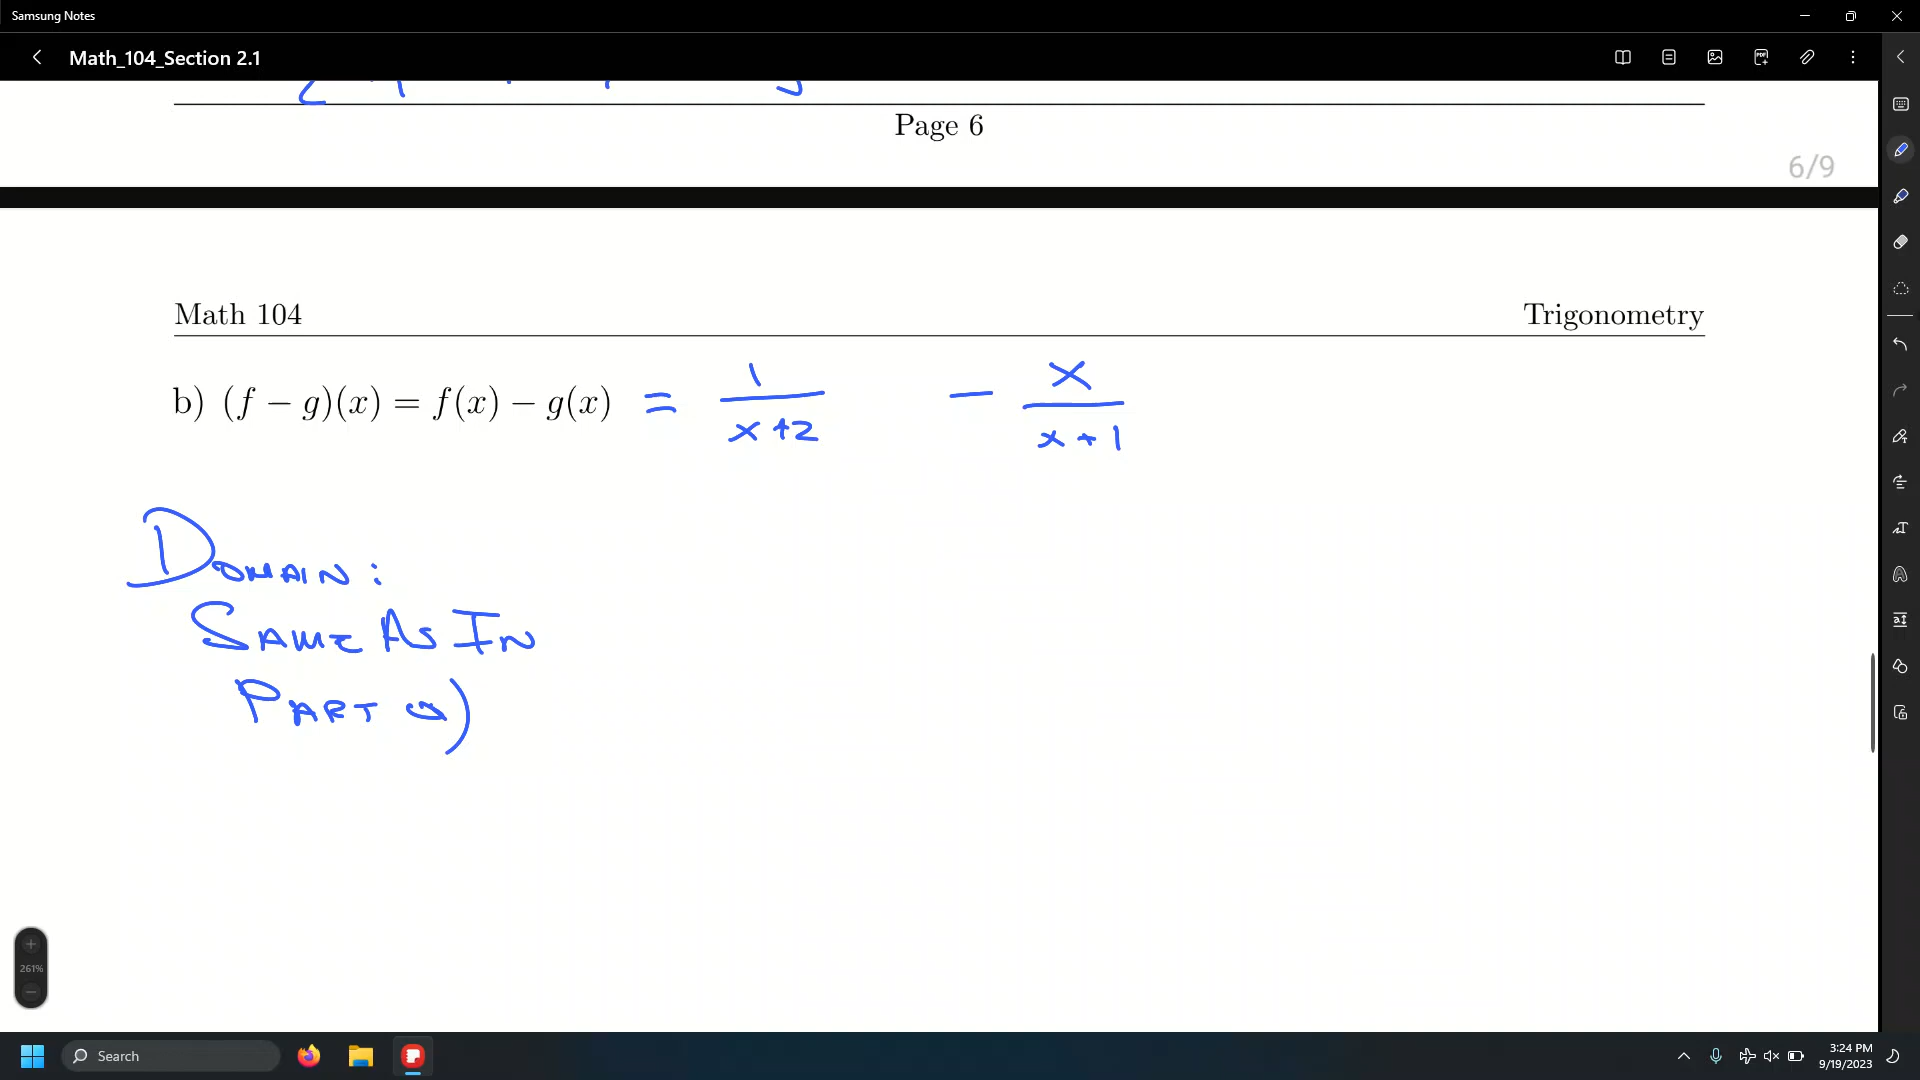 Samsung Notes
Math_104_Section 2.1
Page 6
6/9
Math 104 Trigonometry
b) (f − g)(x) = f(x) − g(x) = 1/(x+2) − x/(x+1)
DOMAIN:
SAME AS IN
PART a)
261%
Search
3:24 PM
9/19/2023